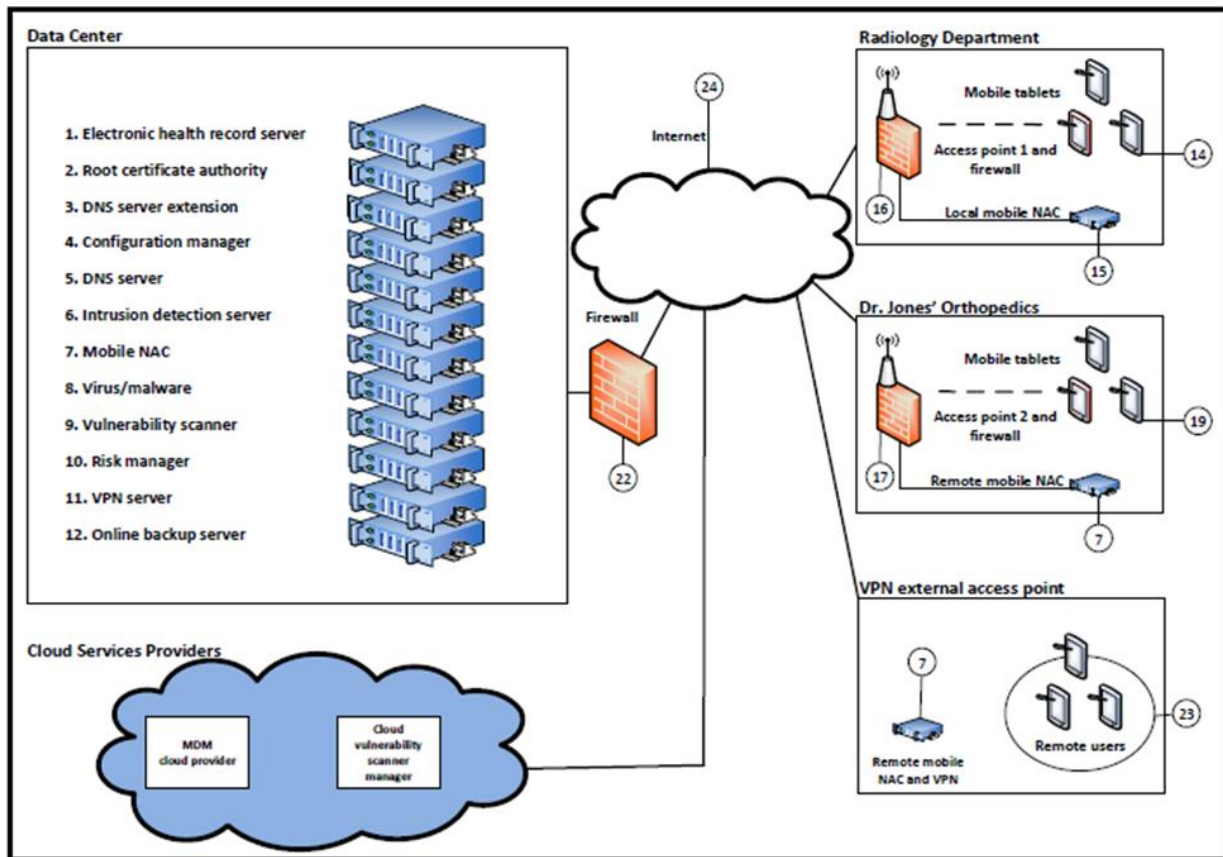 Data Center
1. Electronic health record server
2. Root certificate authority
3. DNS server extension
4. Configuration manager
5. DNS server
6. Intrusion detection server
7. Mobile NAC
8. Virus/malware
9. Vulnerability scanner
10. Risk manager
11. VPN server
12. Online backup server
Firewall
22
24
Internet
Radiology Department
Mobile tablets
Access point 1 and
firewall
14
16
Local mobile NAC
15
Dr. Jones' Orthopedics
Mobile tablets
Access point 2 and
firewall
19
17
Remote mobile NAC
7
VPN external access point
7
Remote mobile
NAC and VPN
Remote users
23
Cloud Services Providers
MDM
cloud provider
Cloud
vulnerability
scanner
manager